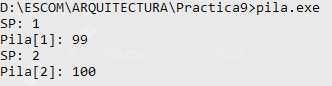 D:\ESCOM\ARQUITECTURA\Practica9>pila.exe
SP: 1
Pila[1]: 99
SP: 2
Pila[2]: 100